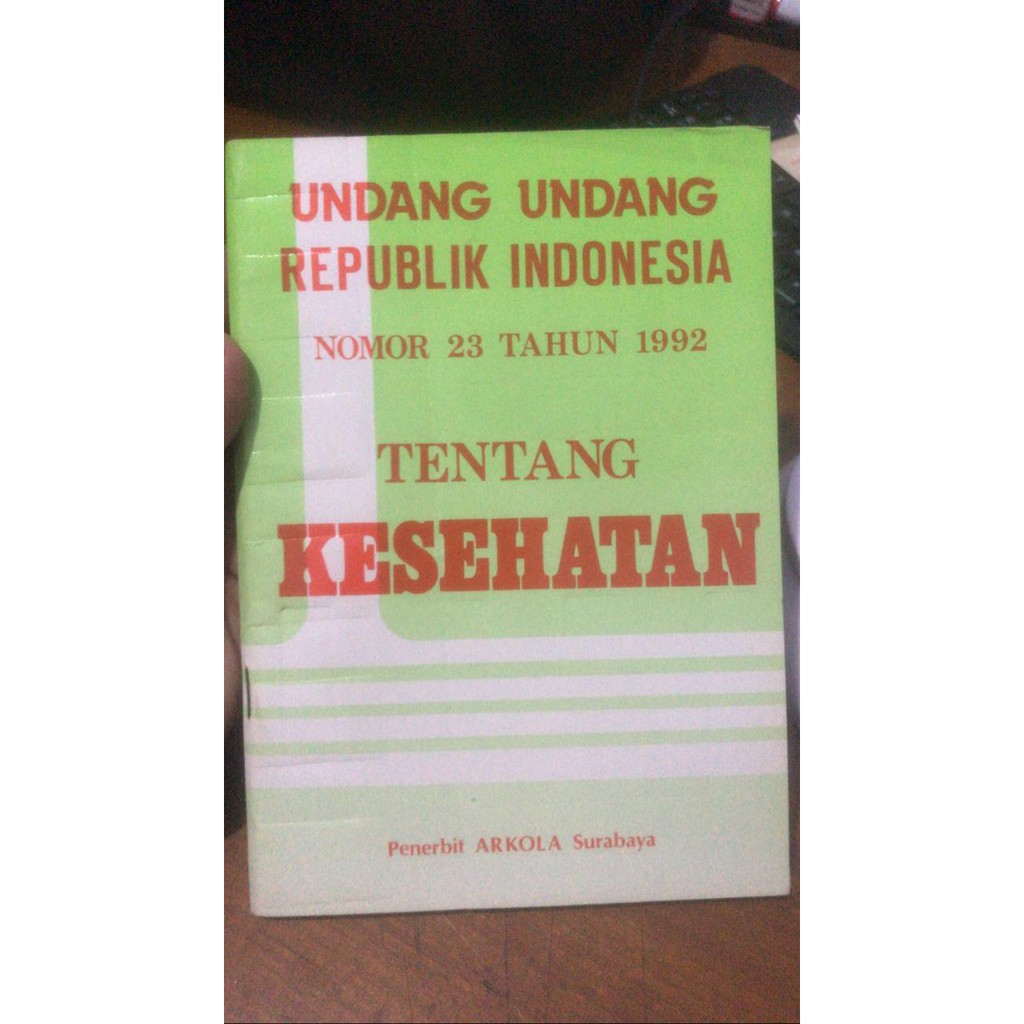 UNDANG UNDANG
REPUBLIK INDONESIA
NOMOR 23 TAHUN 1992
TENTANG
KESEHATAN
Penerbit ARKOLA Surabaya